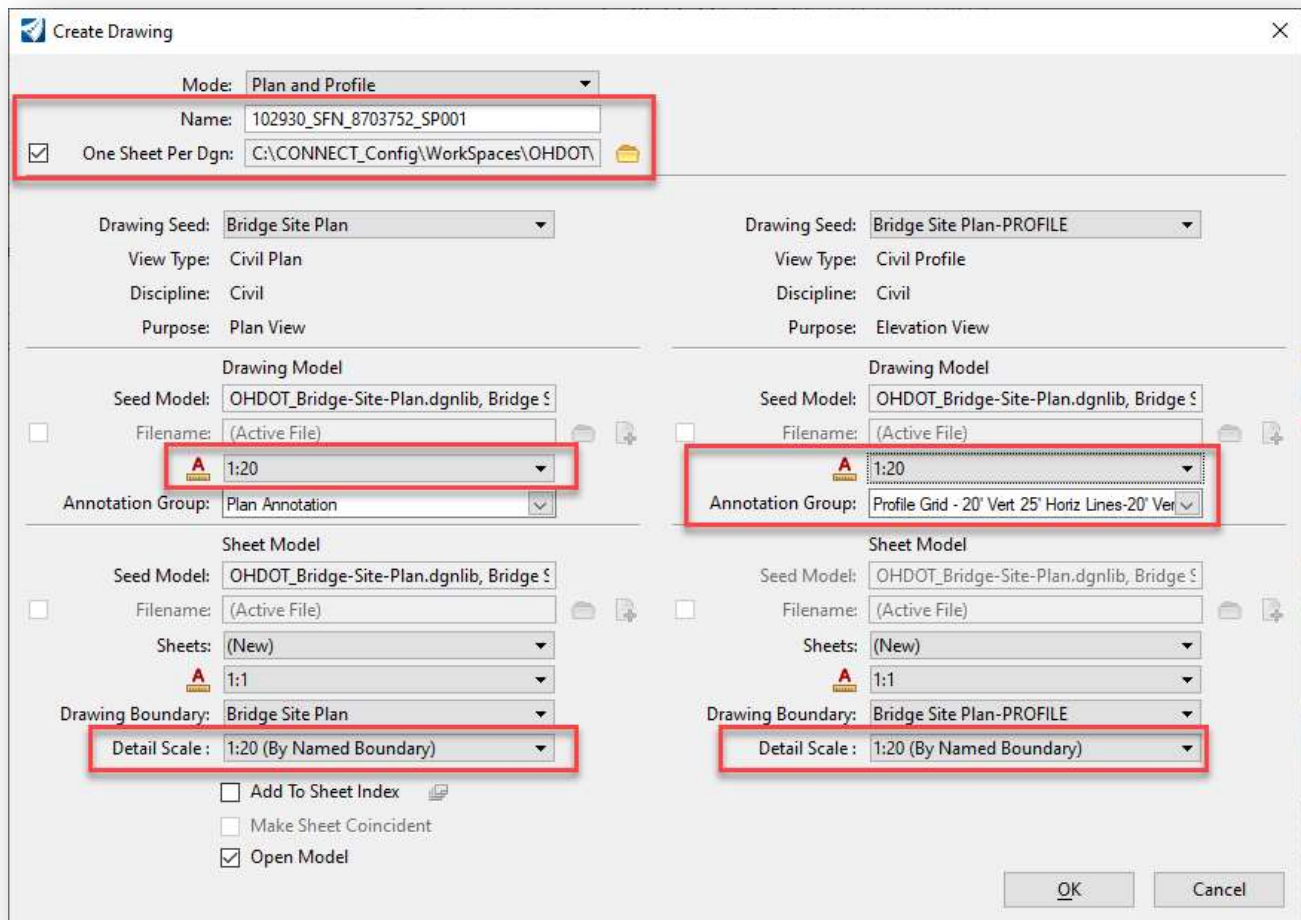 Create Drawing
Mode: Plan and Profile
Name: 102930_SFN_8703752_SP001
One Sheet Per Dgn: C:\CONNECT_Config\WorkSpaces\OHDOT\
Drawing Seed: Bridge Site Plan
View Type: Civil Plan
Discipline: Civil
Purpose: Plan View
Drawing Model
Seed Model: OHDOT_Bridge-Site-Plan.dgnlib, Bridge S
Filename: (Active File)
A 1:20
Annotation Group: Plan Annotation
Sheet Model
Seed Model: OHDOT_Bridge-Site-Plan.dgnlib, Bridge S
Filename: (Active File)
Sheets: (New)
A 1:1
Drawing Boundary: Bridge Site Plan
Detail Scale : 1:20 (By Named Boundary)
Add To Sheet Index
Make Sheet Coincident
Open Model
Drawing Seed: Bridge Site Plan-PROFILE
View Type: Civil Profile
Discipline: Civil
Purpose: Elevation View
Drawing Model
Seed Model: OHDOT_Bridge-Site-Plan.dgnlib, Bridge S
Filename: (Active File)
A 1:20
Annotation Group: Profile Grid - 20' Vert 25' Horiz Lines-20' Ver
Sheet Model
Seed Model: OHDOT_Bridge-Site-Plan.dgnlib, Bridge S
Filename: (Active File)
Sheets: (New)
A 1:1
Drawing Boundary: Bridge Site Plan-PROFILE
Detail Scale : 1:20 (By Named Boundary)
OK
Cancel